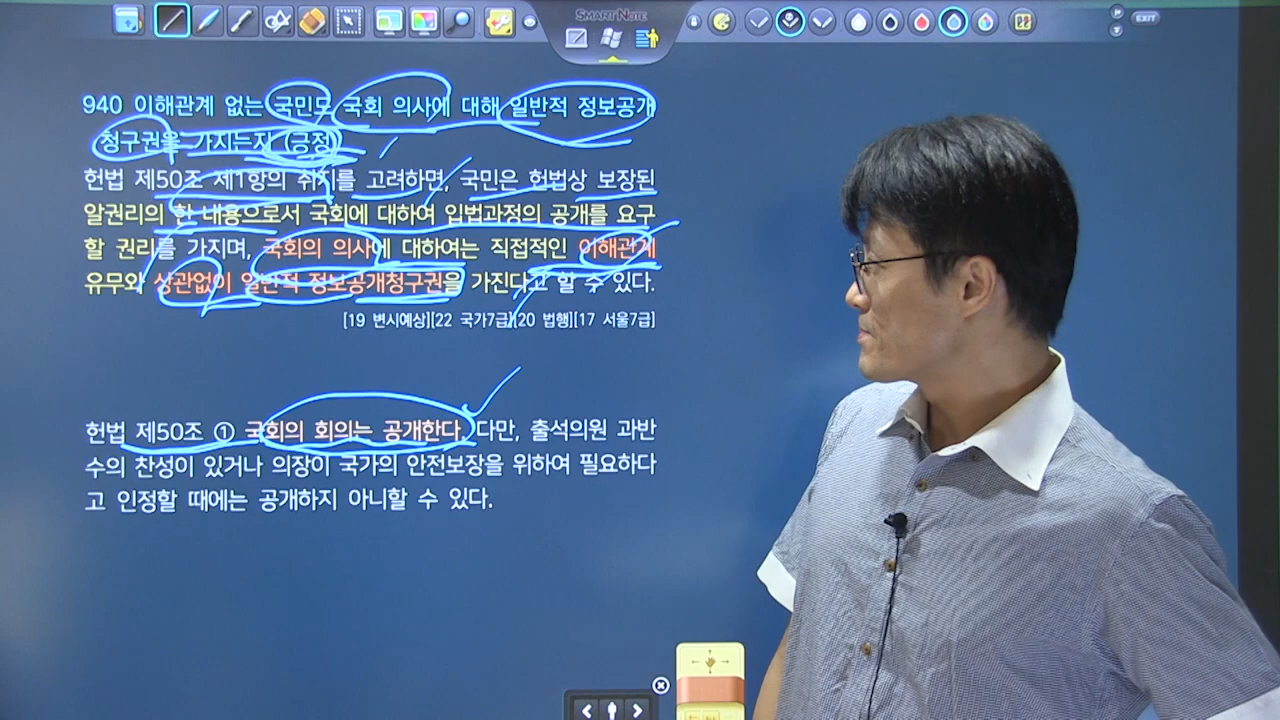 SMART NOTE
EXIT
940 이해관계 없는 국민도 국회 의사에 대해 일반적 정보공개
청구권을 가지는지 (긍정)
헌법 제50조 제1항의 취지를 고려하면, 국민은 헌법상 보장된
알권리의 한 내용으로서 국회에 대하여 입법과정의 공개를 요구
할 권리를 가지며, 국회의 의사에 대하여는 직접적인 이해관계
유무와 상관없이 일반적 정보공개청구권을 가진다고 할 수 있다.
[19 변시예상][22 국가7급][20 법행][17 서울7급]
헌법 제50조 ① 국회의 회의는 공개한다. 다만, 출석의원 과반
수의 찬성이 있거나 의장이 국가의 안전보장을 위하여 필요하다
고 인정할 때에는 공개하지 아니할 수 있다.